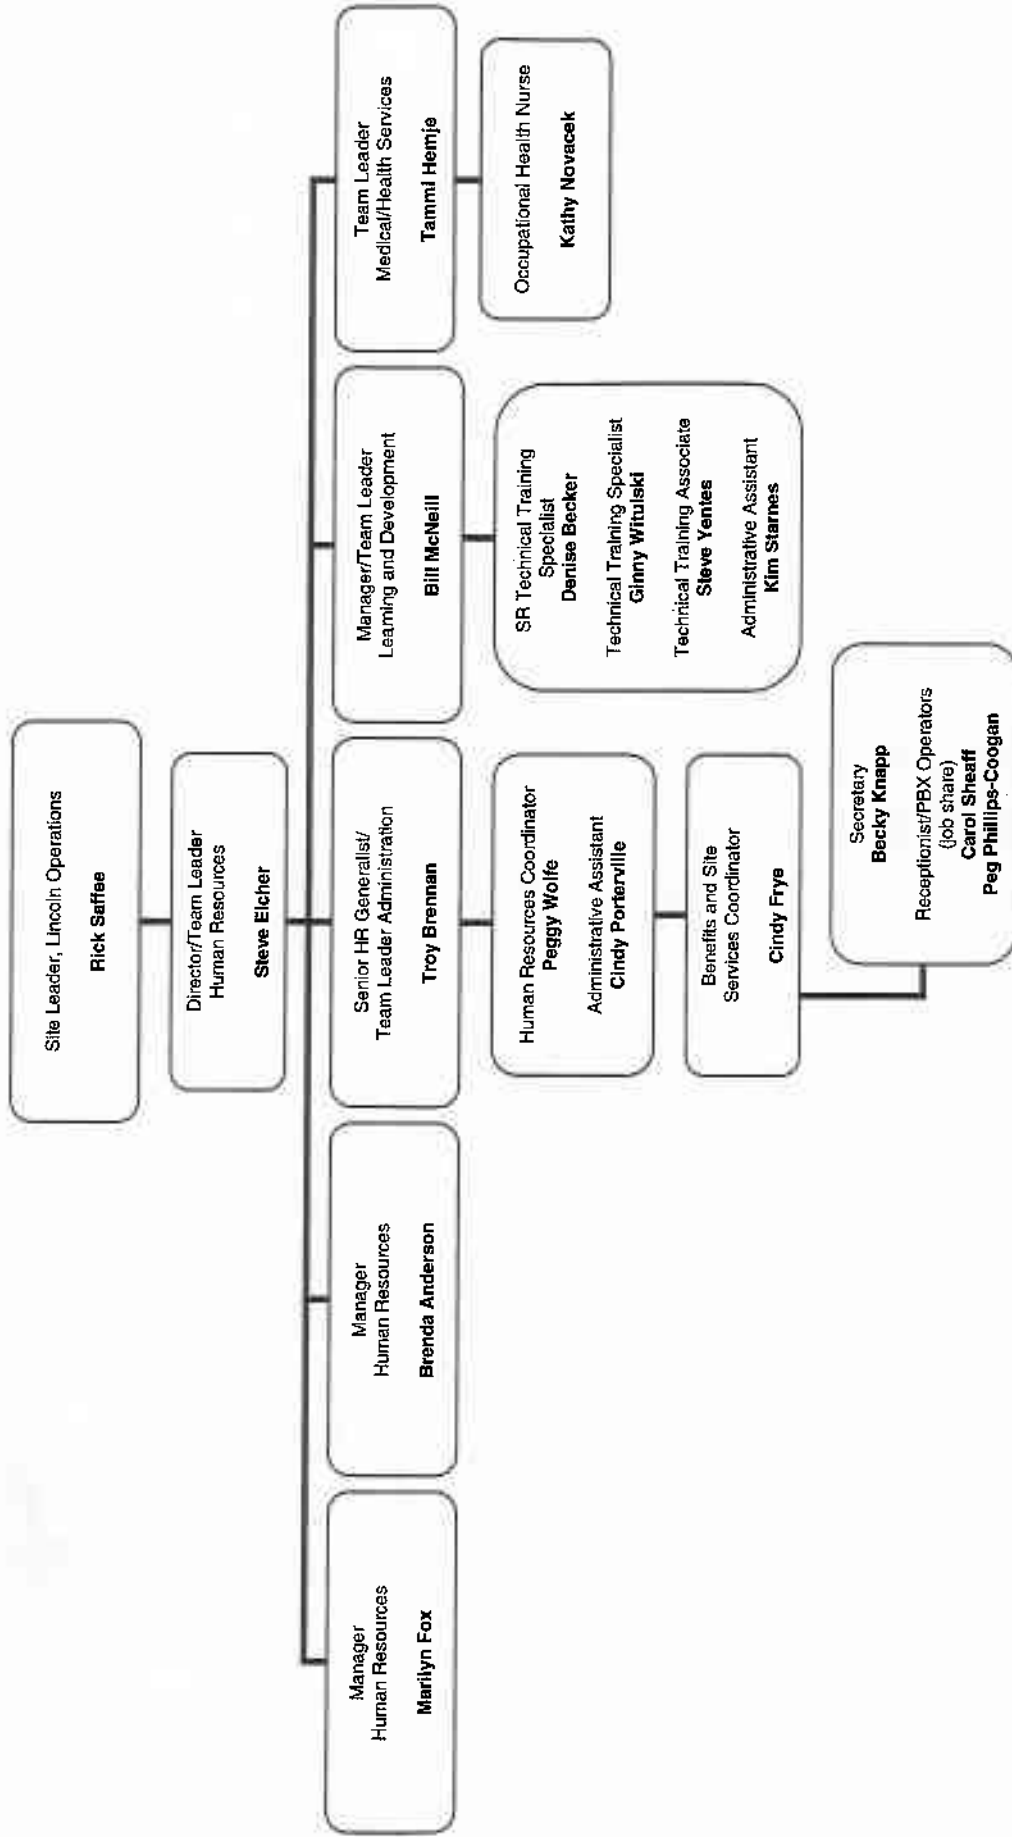 Site Leader, Lincoln Operations
Rick Saffee
Director/Team Leader
Human Resources
Steve Eicher
Manager
Human Resources
Marilyn Fox
Manager
Human Resources
Brenda Anderson
Senior HR Generalist/
Team Leader Administration
Troy Brennan
Manager/Team Leader
Learning and Development
Bill McNeill
Team Leader
Medical/Health Services
Tammi Hemje
Human Resources Coordinator
Peggy Wolfe
Administrative Assistant
Cindy Porterville
SR Technical Training
Specialist
Denise Becker
Technical Training Specialist
Ginny Witulski
Technical Training Associate
Steve Yentes
Administrative Assistant
Kim Starnes
Occupational Health Nurse
Kathy Novacek
Benefits and Site
Services Coordinator
Cindy Frye
Secretary
Becky Knapp
Receptionist/PBX Operators
(job share)
Carol Sheaff
Peg Phillips-Coogan